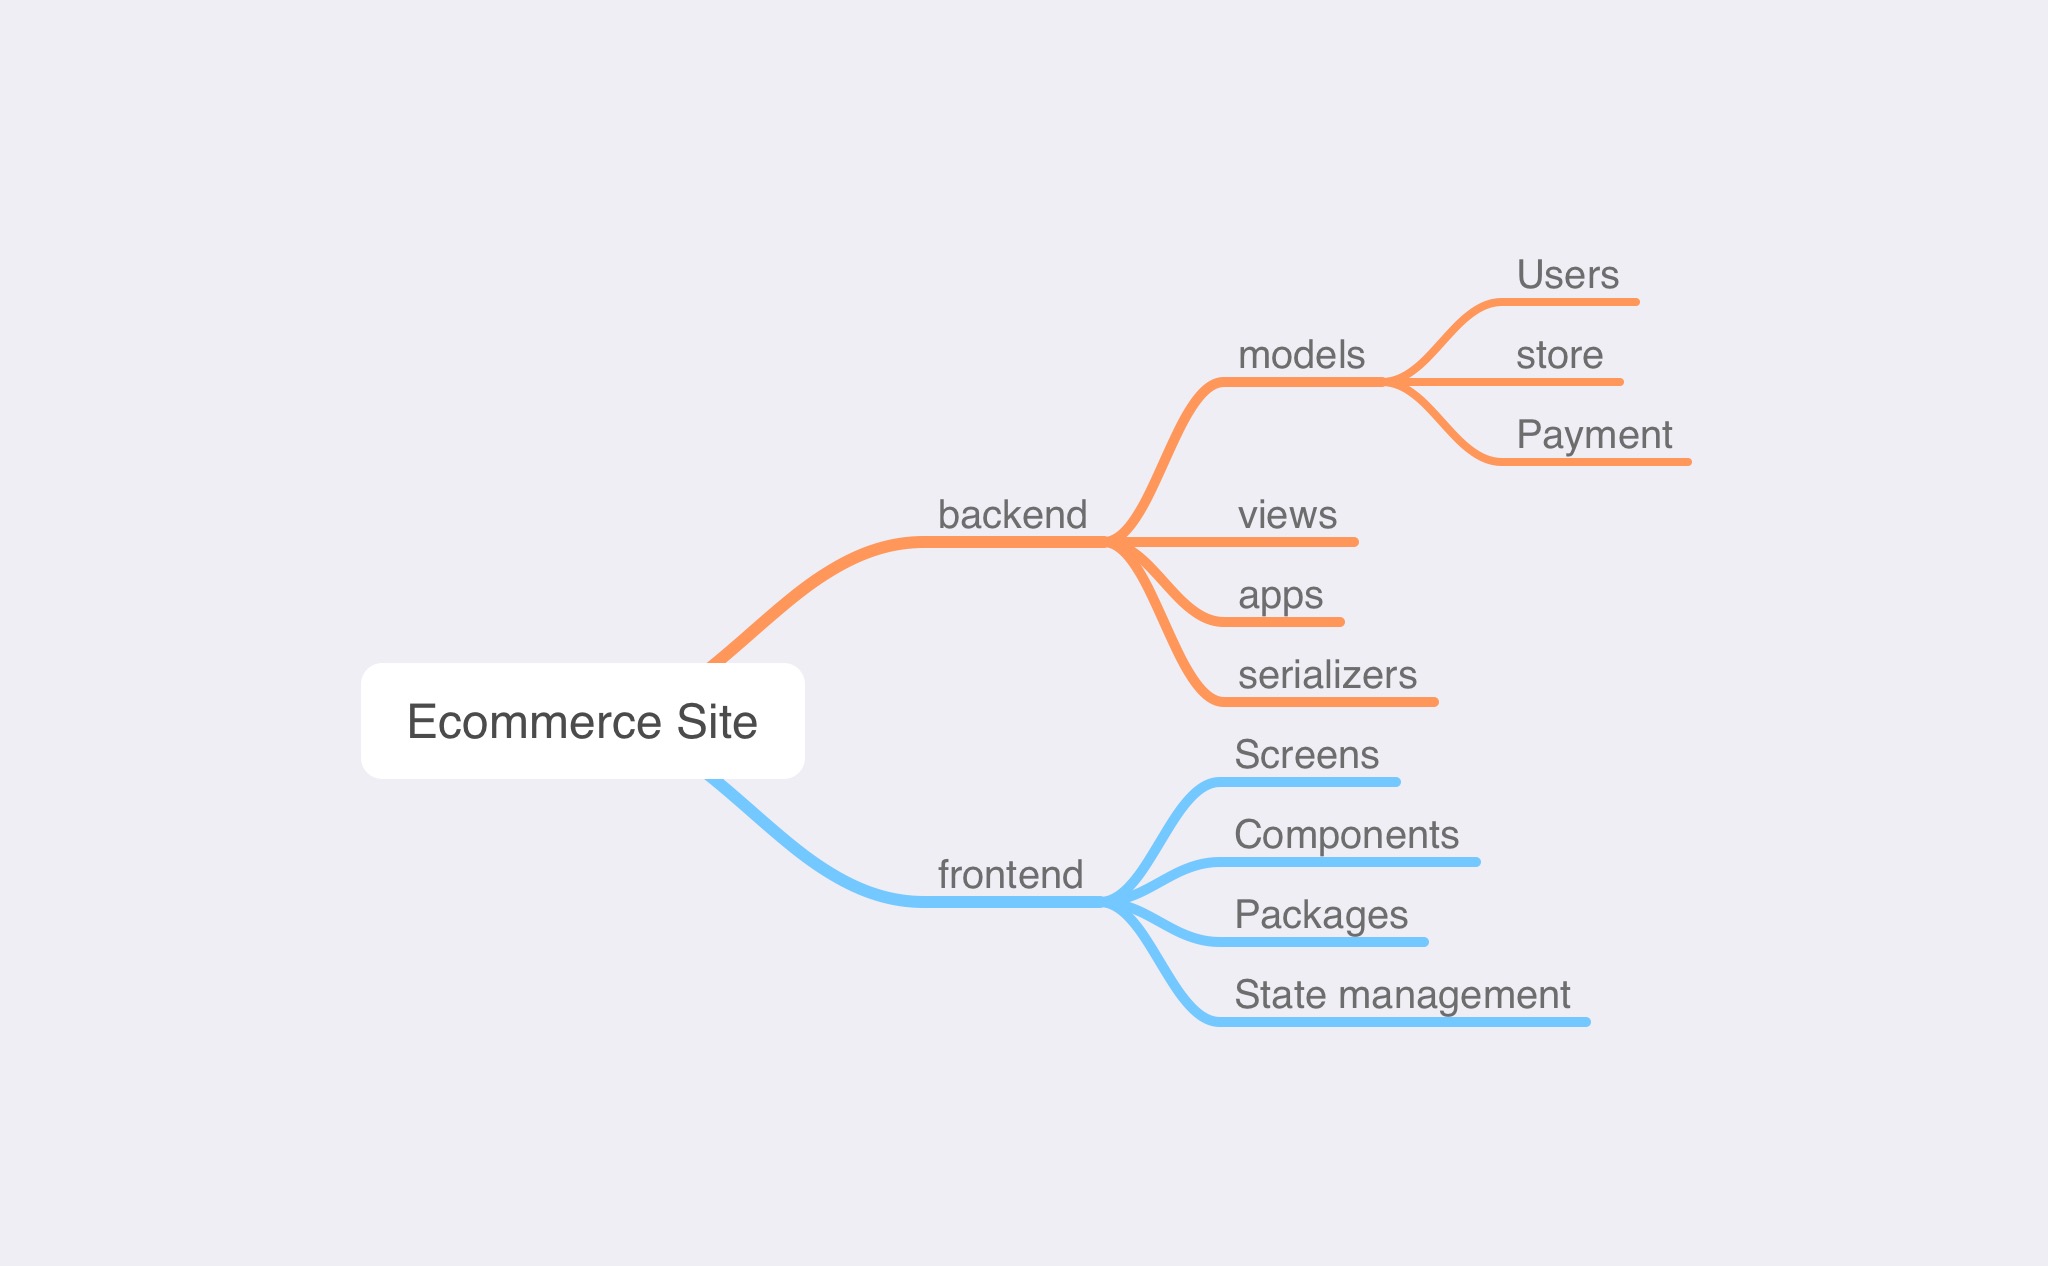 Ecommerce Site
backend
models
Users
store
Payment
views
apps
serializers
frontend
Screens
Components
Packages
State management